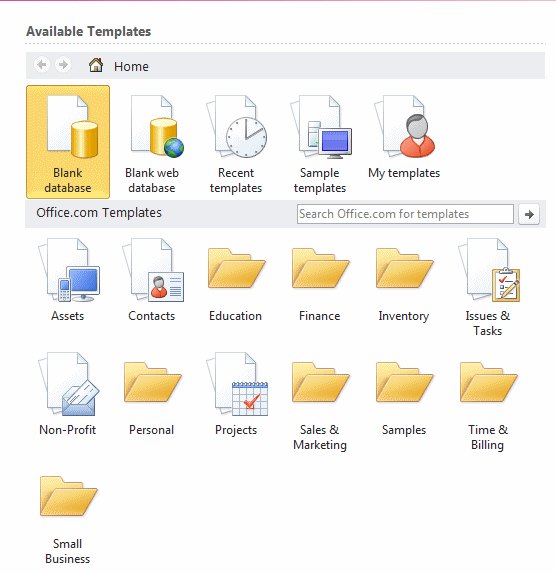 Available Templates
Home
Blank database
Blank web database
Recent templates
Sample templates
My templates
Office.com Templates
Search Office.com for templates
Assets
Contacts
Education
Finance
Inventory
Issues & Tasks
Non-Profit
Personal
Projects
Sales & Marketing
Samples
Time & Billing
Small Business